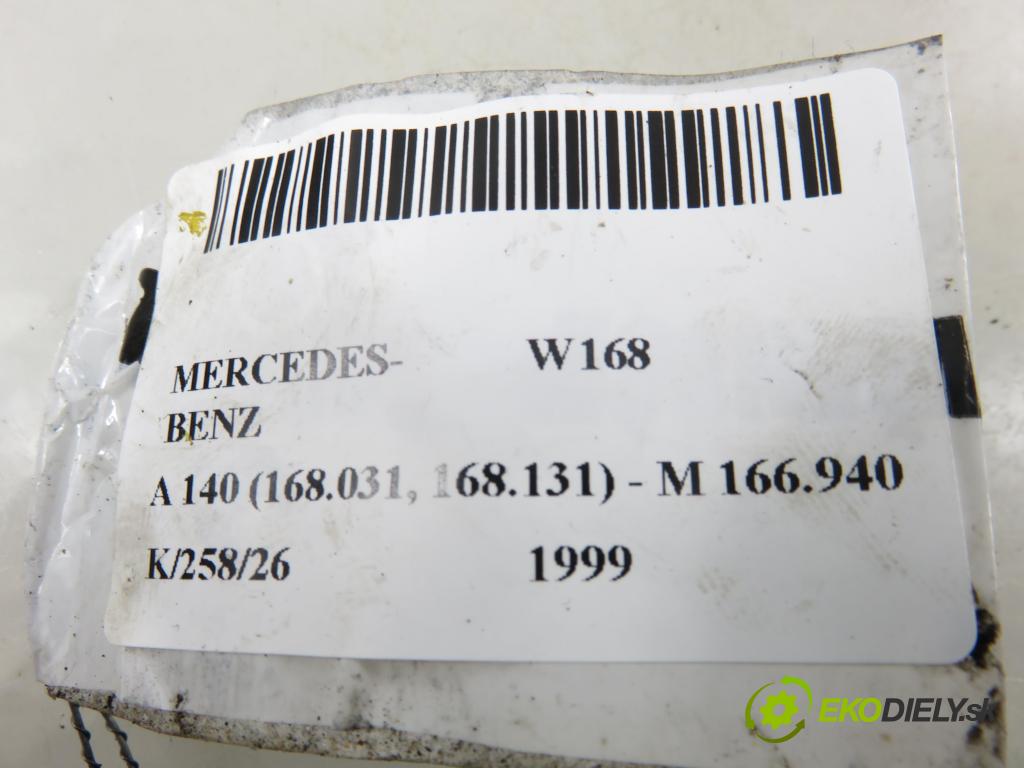 MERCEDES- W168
BENZ
A 140 (168.031, 168.131) - M 166.940
K/258/26 1999
EKODIELY.sk